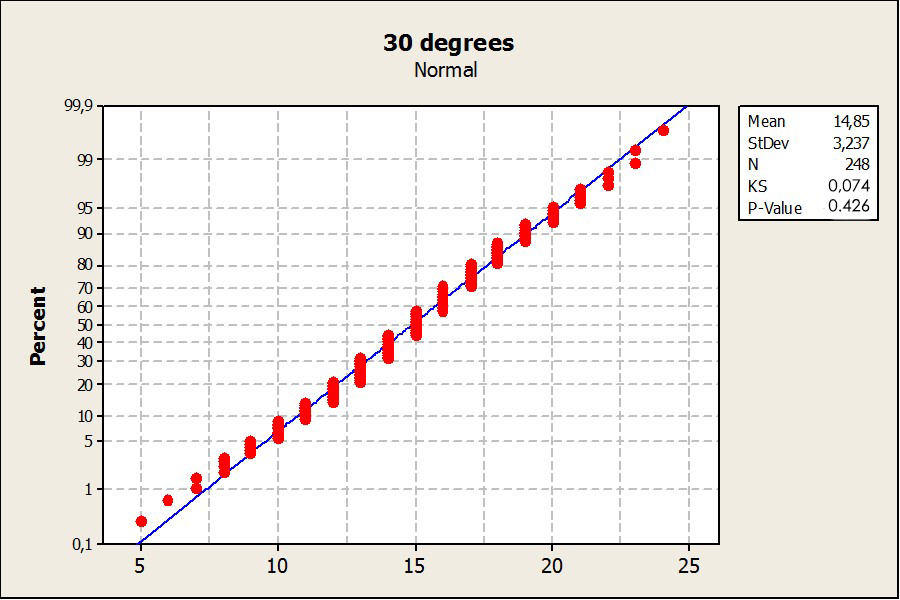 30 degrees
Normal
99,9
99
95
90
80
70
60
50
40
30
20
10
5
1
0,1
Percent
5 10 15 20 25
Mean 14,85
StDev 3,237
N 248
KS 0,074
P-Value 0.426